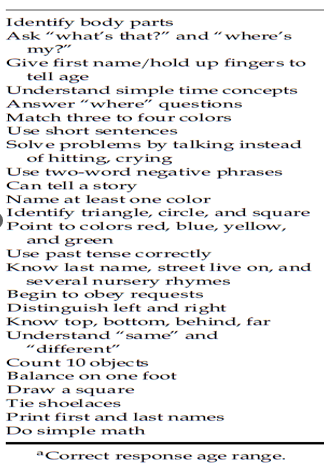 Identify body parts
Ask "what's that?" and "where's
my?"
Give first name/hold up fingers to
tell age
Understand simple time concepts
Answer "where" questions
Match three to four colors
Use short sentences
Solve problems by talking instead
of hitting, crying
Use two-word negative phrases
Can tell a story
Name at least one color
Identify triangle, circle, and square
Point to colors red, blue, yellow,
and green
Use past tense correctly
Know last name, street live on, and
several nursery rhymes
Begin to obey requests
Distinguish left and right
Know top, bottom, behind, far
Understand "same" and
"different"
Count 10 objects
Balance on one foot
Draw a square
Tie shoelaces
Print first and last names
Do simple math
aCorrect response age range.